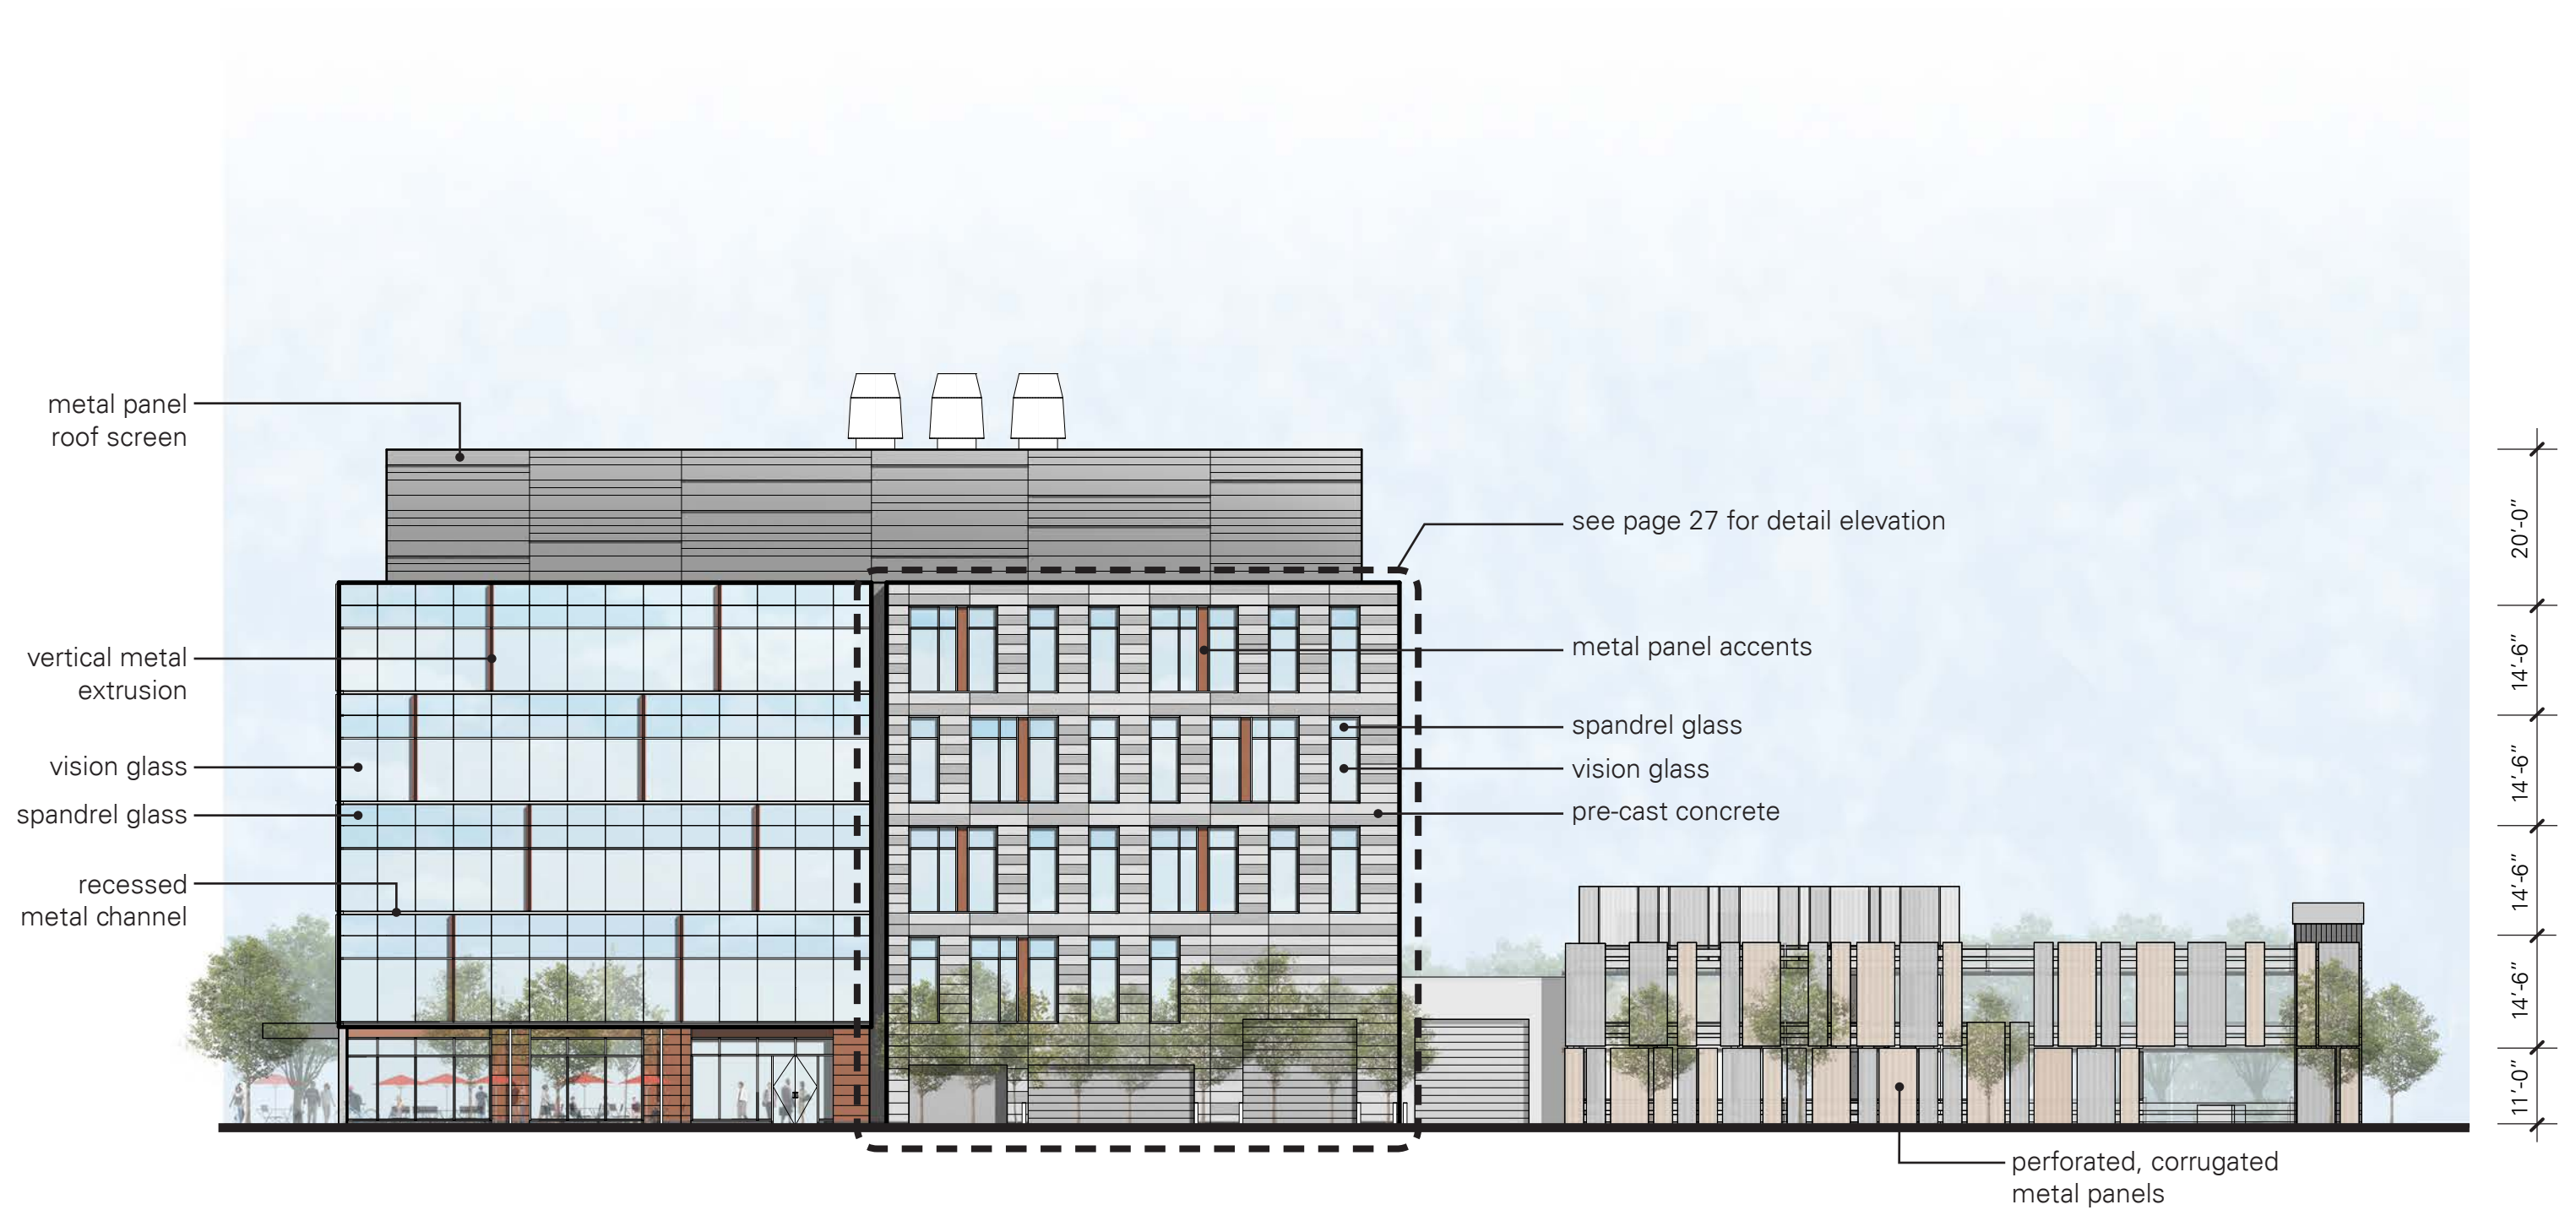 metal panel
roof screen
vertical metal
extrusion
vision glass
spandrel glass
recessed
metal channel
see page 27 for detail elevation
metal panel accents
spandrel glass
vision glass
pre-cast concrete
perforated, corrugated
metal panels
20’-0”
14’-6”
14’-6”
14’-6”
14’-6”
11’-0”